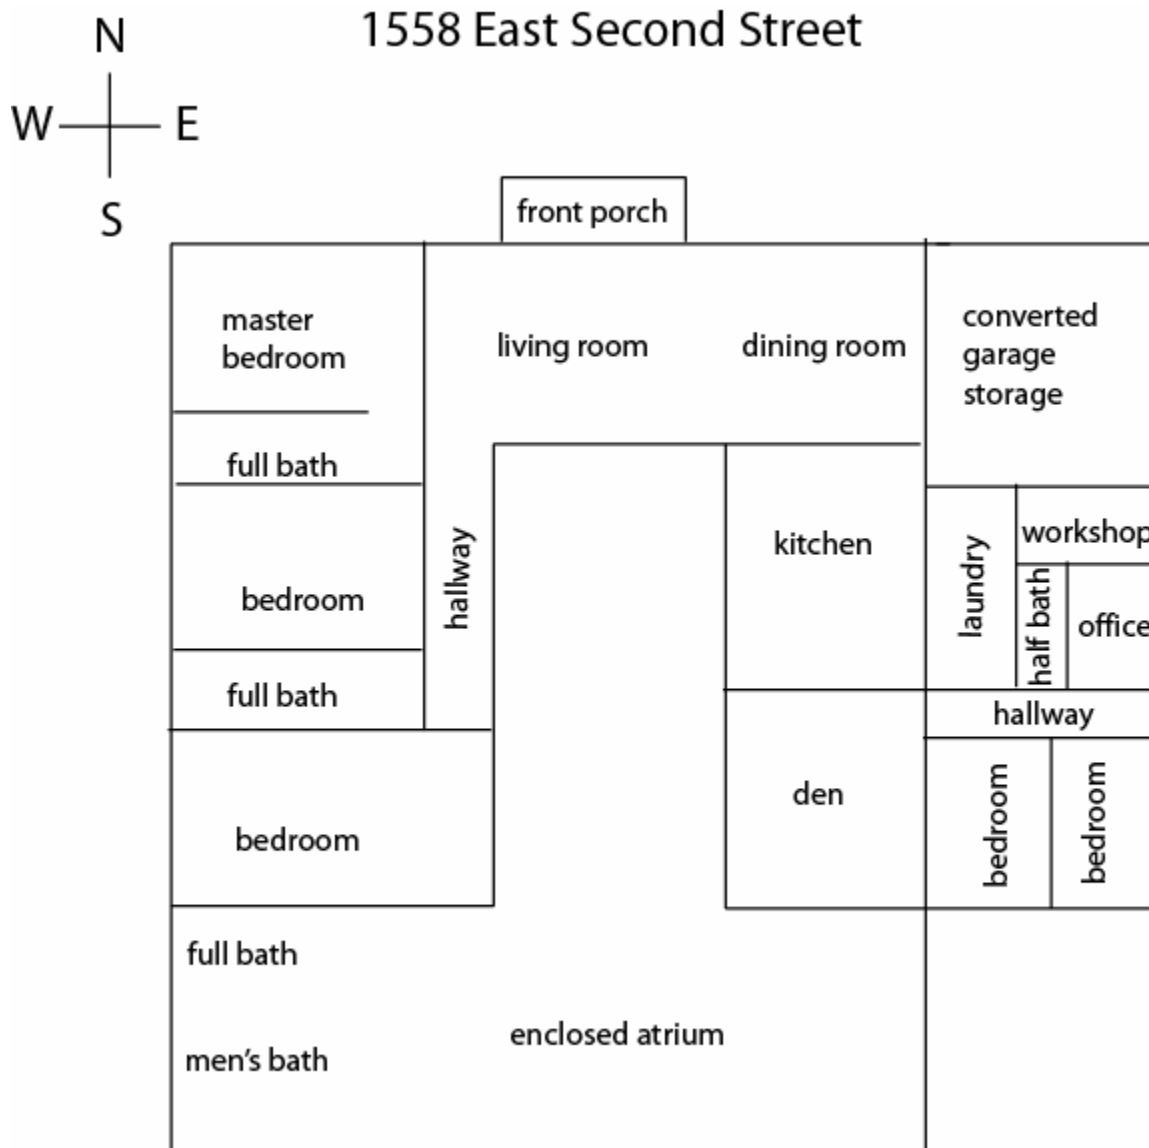 1558 East Second Street
N
W E
S
front porch
master
bedroom
living room
dining room
converted
garage
storage
full bath
hallway
kitchen
laundry
workshop
bedroom
half bath
office
full bath
hallway
bedroom
den
bedroom
bedroom
full bath
enclosed atrium
men's bath